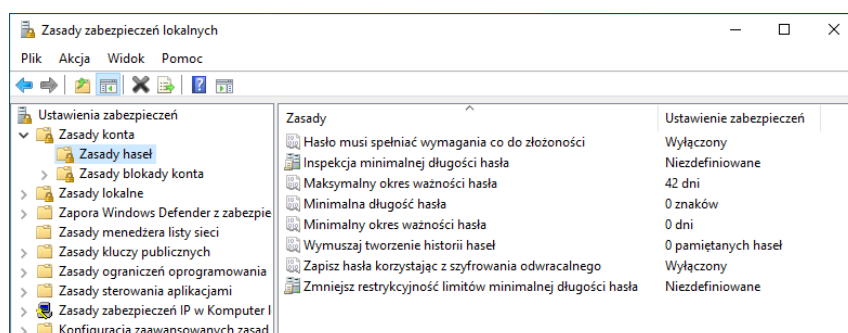 Zasady zabezpieczeń lokalnych
Plik Akcja Widok Pomoc
Ustawienia zabezpieczeń
Zasady konta
Zasady haseł
Zasady blokady konta
Zasady lokalne
Zapora Windows Defender z zabezpie
Zasady menedżera listy sieci
Zasady kluczy publicznych
Zasady ograniczeń oprogramowania
Zasady sterowania aplikacjami
Zasady zabezpieczeń IP w Komputer l
Konfiguracja zaawansowanych zasad
Zasady Ustawienie zabezpieczeń
Hasło musi spełniać wymagania co do złożoności Wyłączony
Inspekcja minimalnej długości hasła Niezdefiniowane
Maksymalny okres ważności hasła 42 dni
Minimalna długość hasła 0 znaków
Minimalny okres ważności hasła 0 dni
Wymuszaj tworzenie historii haseł 0 pamiętanych haseł
Zapisz hasła korzystając z szyfrowania odwracalnego Wyłączony
Zmniejsz restrykcyjność limitów minimalnej długości hasła Niezdefiniowane